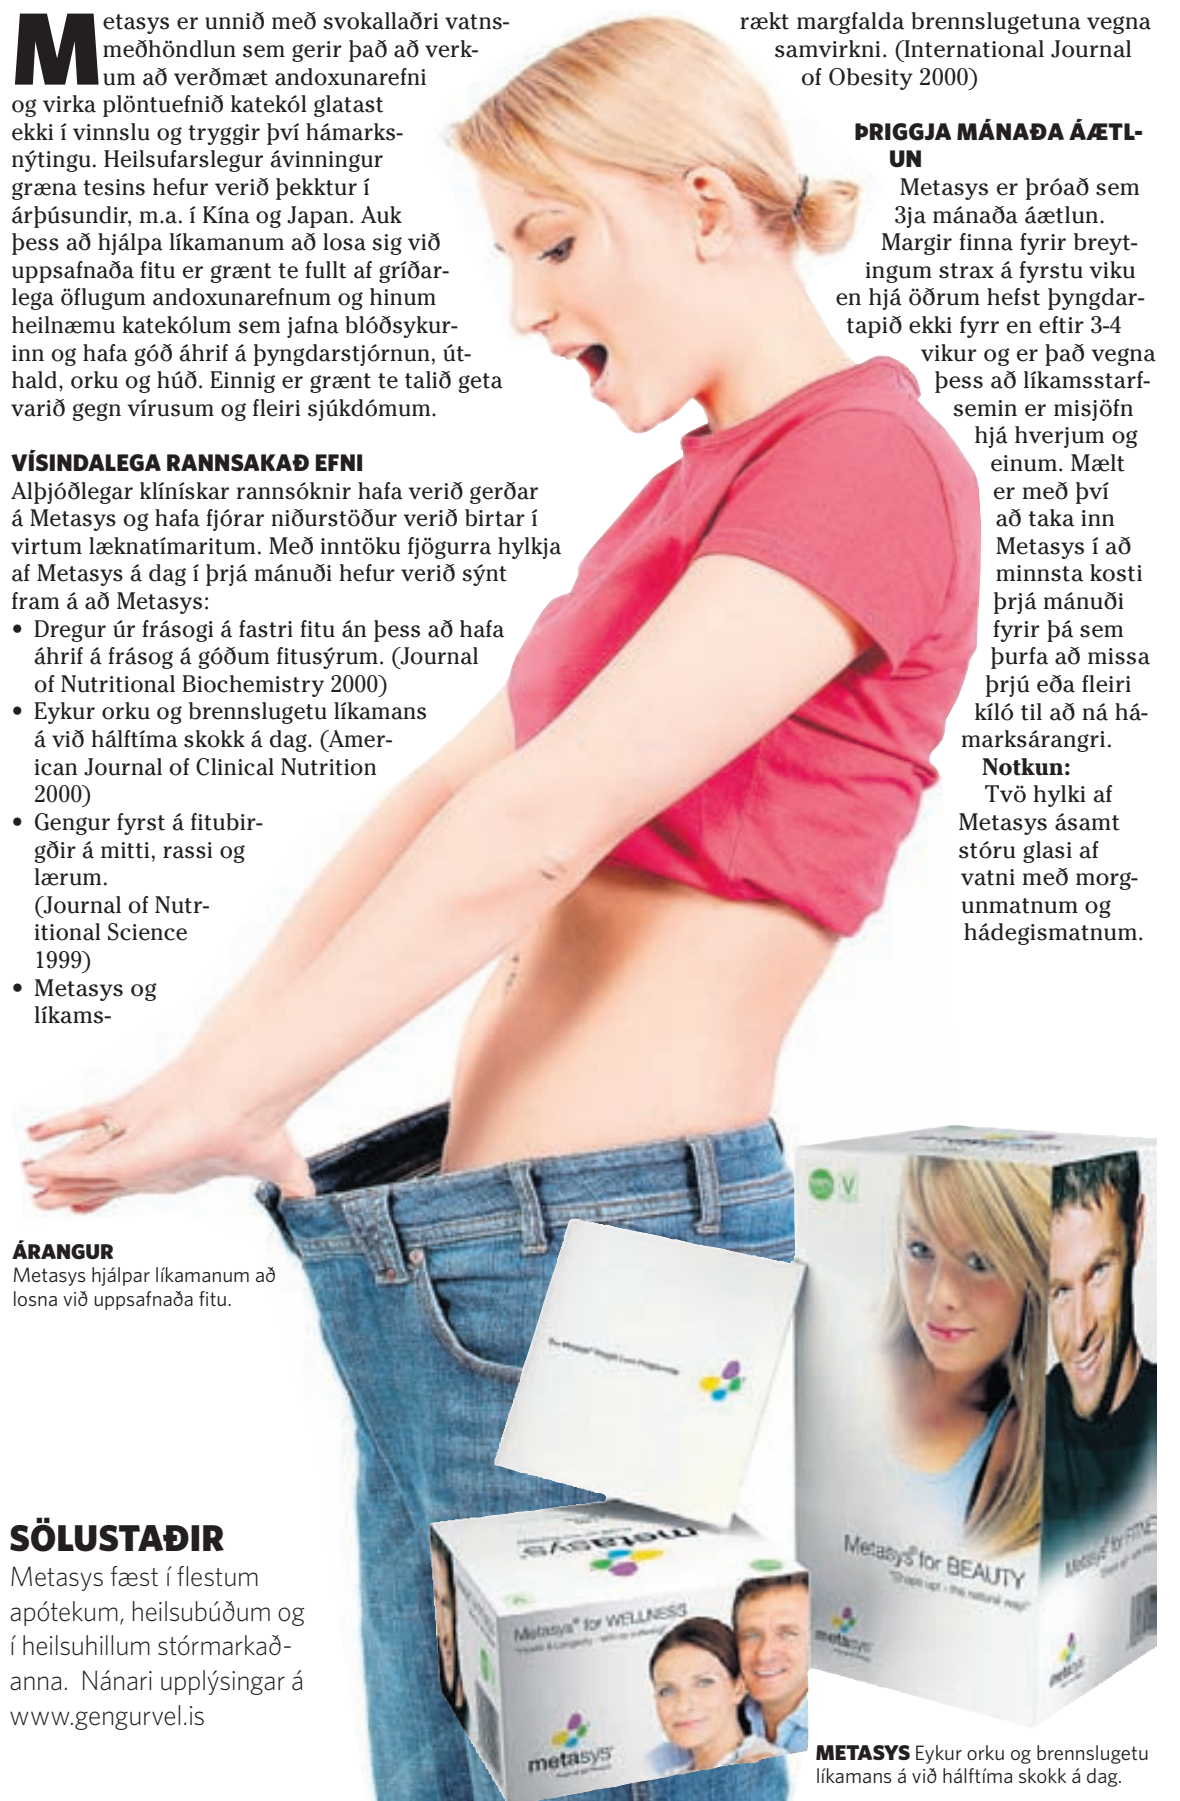 Metasys er unnið með svokallaðri vatns-
meðhöndlun sem gerir það að verk-
um að verðmæt andoxunarefni
og virka plöntuefnið katekól glatast
ekki í vinnslu og tryggir því hámarks-
nýtingu. Heilsufarslegur ávinningur
græna tesins hefur verið þekktur í
árþúsundir, m.a. í Kína og Japan. Auk
þess að hjálpa líkamanum að losa sig við
uppsafnaða fitu er grænt te fullt af gríðar-
lega öflugum andoxunarefnum og hinum
heilnæmu katekólum sem jafna blóðsykur-
inn og hafa góð áhrif á þyngdarstjórnun, út-
hald, orku og húð. Einnig er grænt te talið geta
varið gegn vírusum og fleiri sjúkdómum.
VÍSINDALEGA RANNSAKAÐ EFNI
Alþjóðlegar klínískar rannsóknir hafa verið gerðar
á Metasys og hafa fjórar niðurstöður verið birtar í
virtum læknatímaritum. Með inntöku fjögurra hylkja
af Metasys á dag í þrjá mánuði hefur verið sýnt
fram á að Metasys:
• Dregur úr frásogi á fastri fitu án þess að hafa
áhrif á frásog á góðum fitusýrum. (Journal
of Nutritional Biochemistry 2000)
• Eykur orku og brennslugetu líkamans
á við hálftíma skokk á dag. (Amer-
ican Journal of Clinical Nutrition
2000)
• Gengur fyrst á fitubir-
gðir á mitti, rassi og
lærum.
(Journal of Nutr-
itional Science
1999)
• Metasys og
líkams-
rækt margfalda brennslugetuna vegna
samvirkni. (International Journal
of Obesity 2000)
ÞRIGGJA MÁNAÐA ÁÆTL-
UN
Metasys er þróað sem
3ja mánaða áætlun.
Margir finna fyrir breyt-
ingum strax á fyrstu viku
en hjá öðrum hefst þyngdar-
tapið ekki fyrr en eftir 3-4
vikur og er það vegna
þess að líkamsstarf-
semin er misjöfn
hjá hverjum og
einum. Mælt
er með því
að taka inn
Metasys í að
minnsta kosti
þrjá mánuði
fyrir þá sem
þurfa að missa
þrjú eða fleiri
kíló til að ná há-
marksárangri.
Notkun:
Tvö hylki af
Metasys ásamt
stóru glasi af
vatni með morg-
unmatnum og
hádegismatnum.
ÁRANGUR
Metasys hjálpar líkamanum að
losna við uppsafnaða fitu.
SÖLUSTAÐIR
Metasys fæst í flestum
apótekum, heilsubúðum og
í heilsuhillum stórmarkað-
anna. Nánari upplýsingar á
www.gengurvel.is
metasys
Metasys® for WELLNESS
metasys
Metasys® for BEAUTY
"Shape up! - the natural way!"
metasys
V
METASYS Eykur orku og brennslugetu
líkamans á við hálftíma skokk á dag.